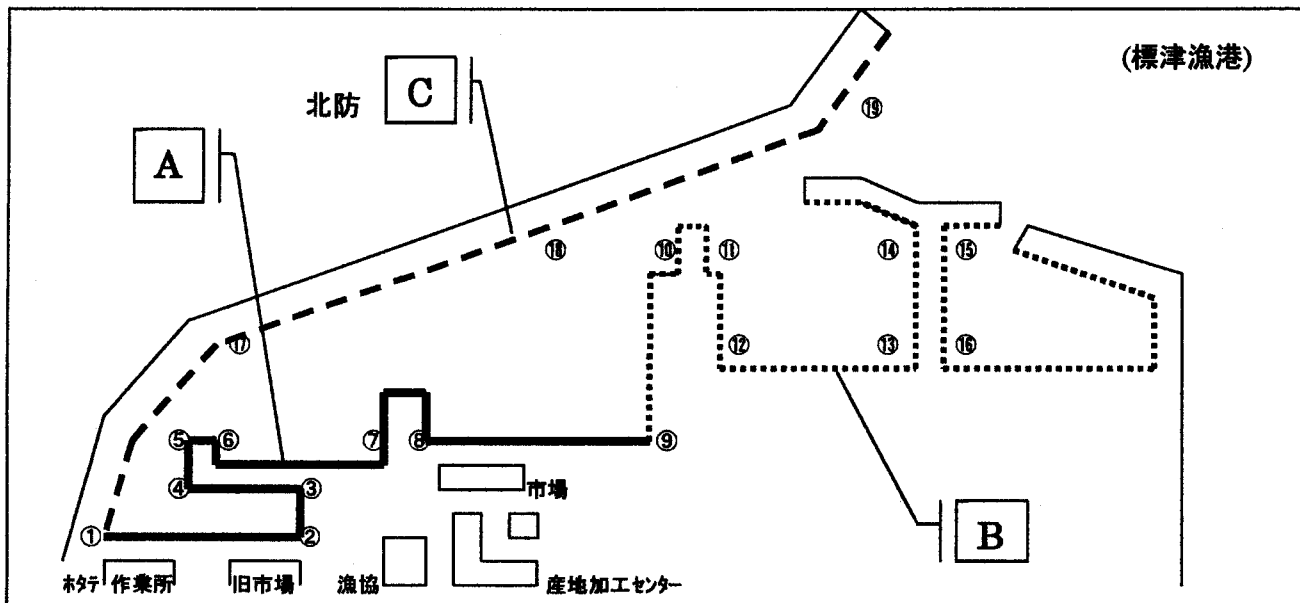 (標津漁港)
北防
C
A
⑲
⑱
⑩
⑪
⑭
⑮
⑰
⑫
⑬
⑯
⑤
⑥
⑦
⑧
⑨
④
③
市場
①
②
B
ホタテ 作業所
旧市場
漁協
産地加工センター